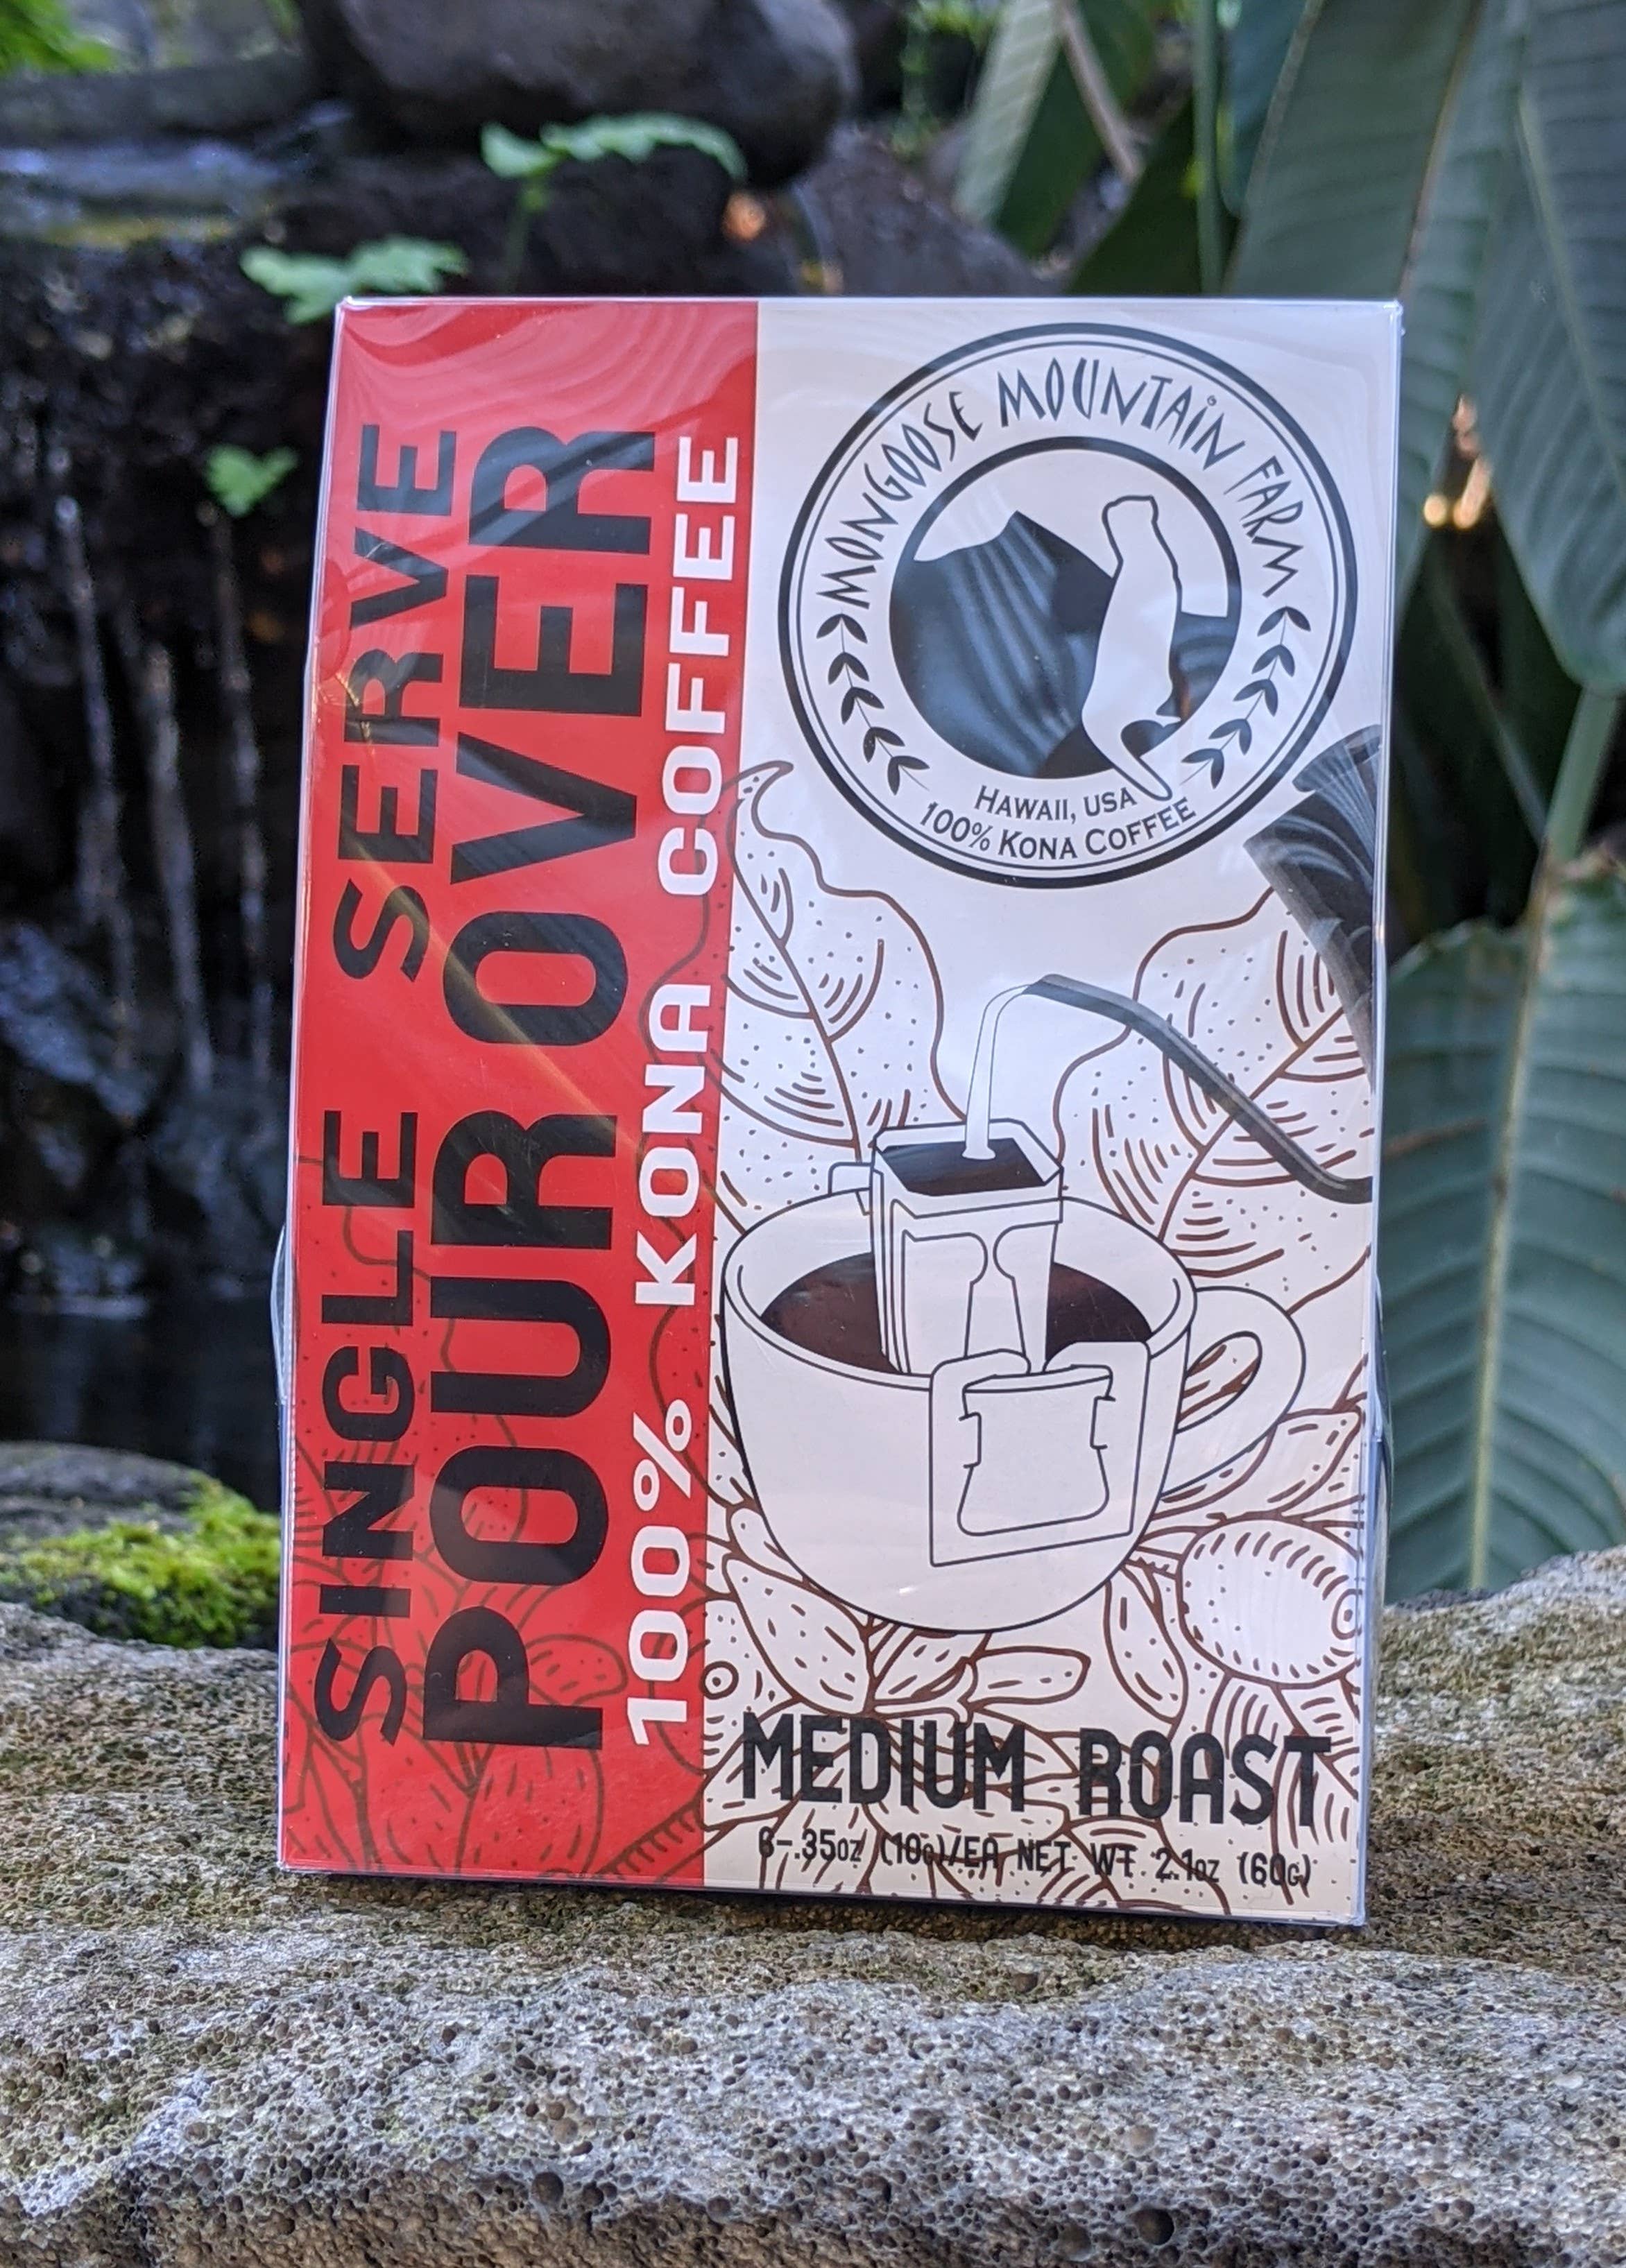 SINGLE SERVE
POUR OVER
100% KONA COFFEE
MONGOOSE MOUNTAIN FARM
HAWAII, USA
100% KONA COFFEE
MEDIUM ROAST
6-.35oz (10g)/EA NET WT 2.1oz (60g)